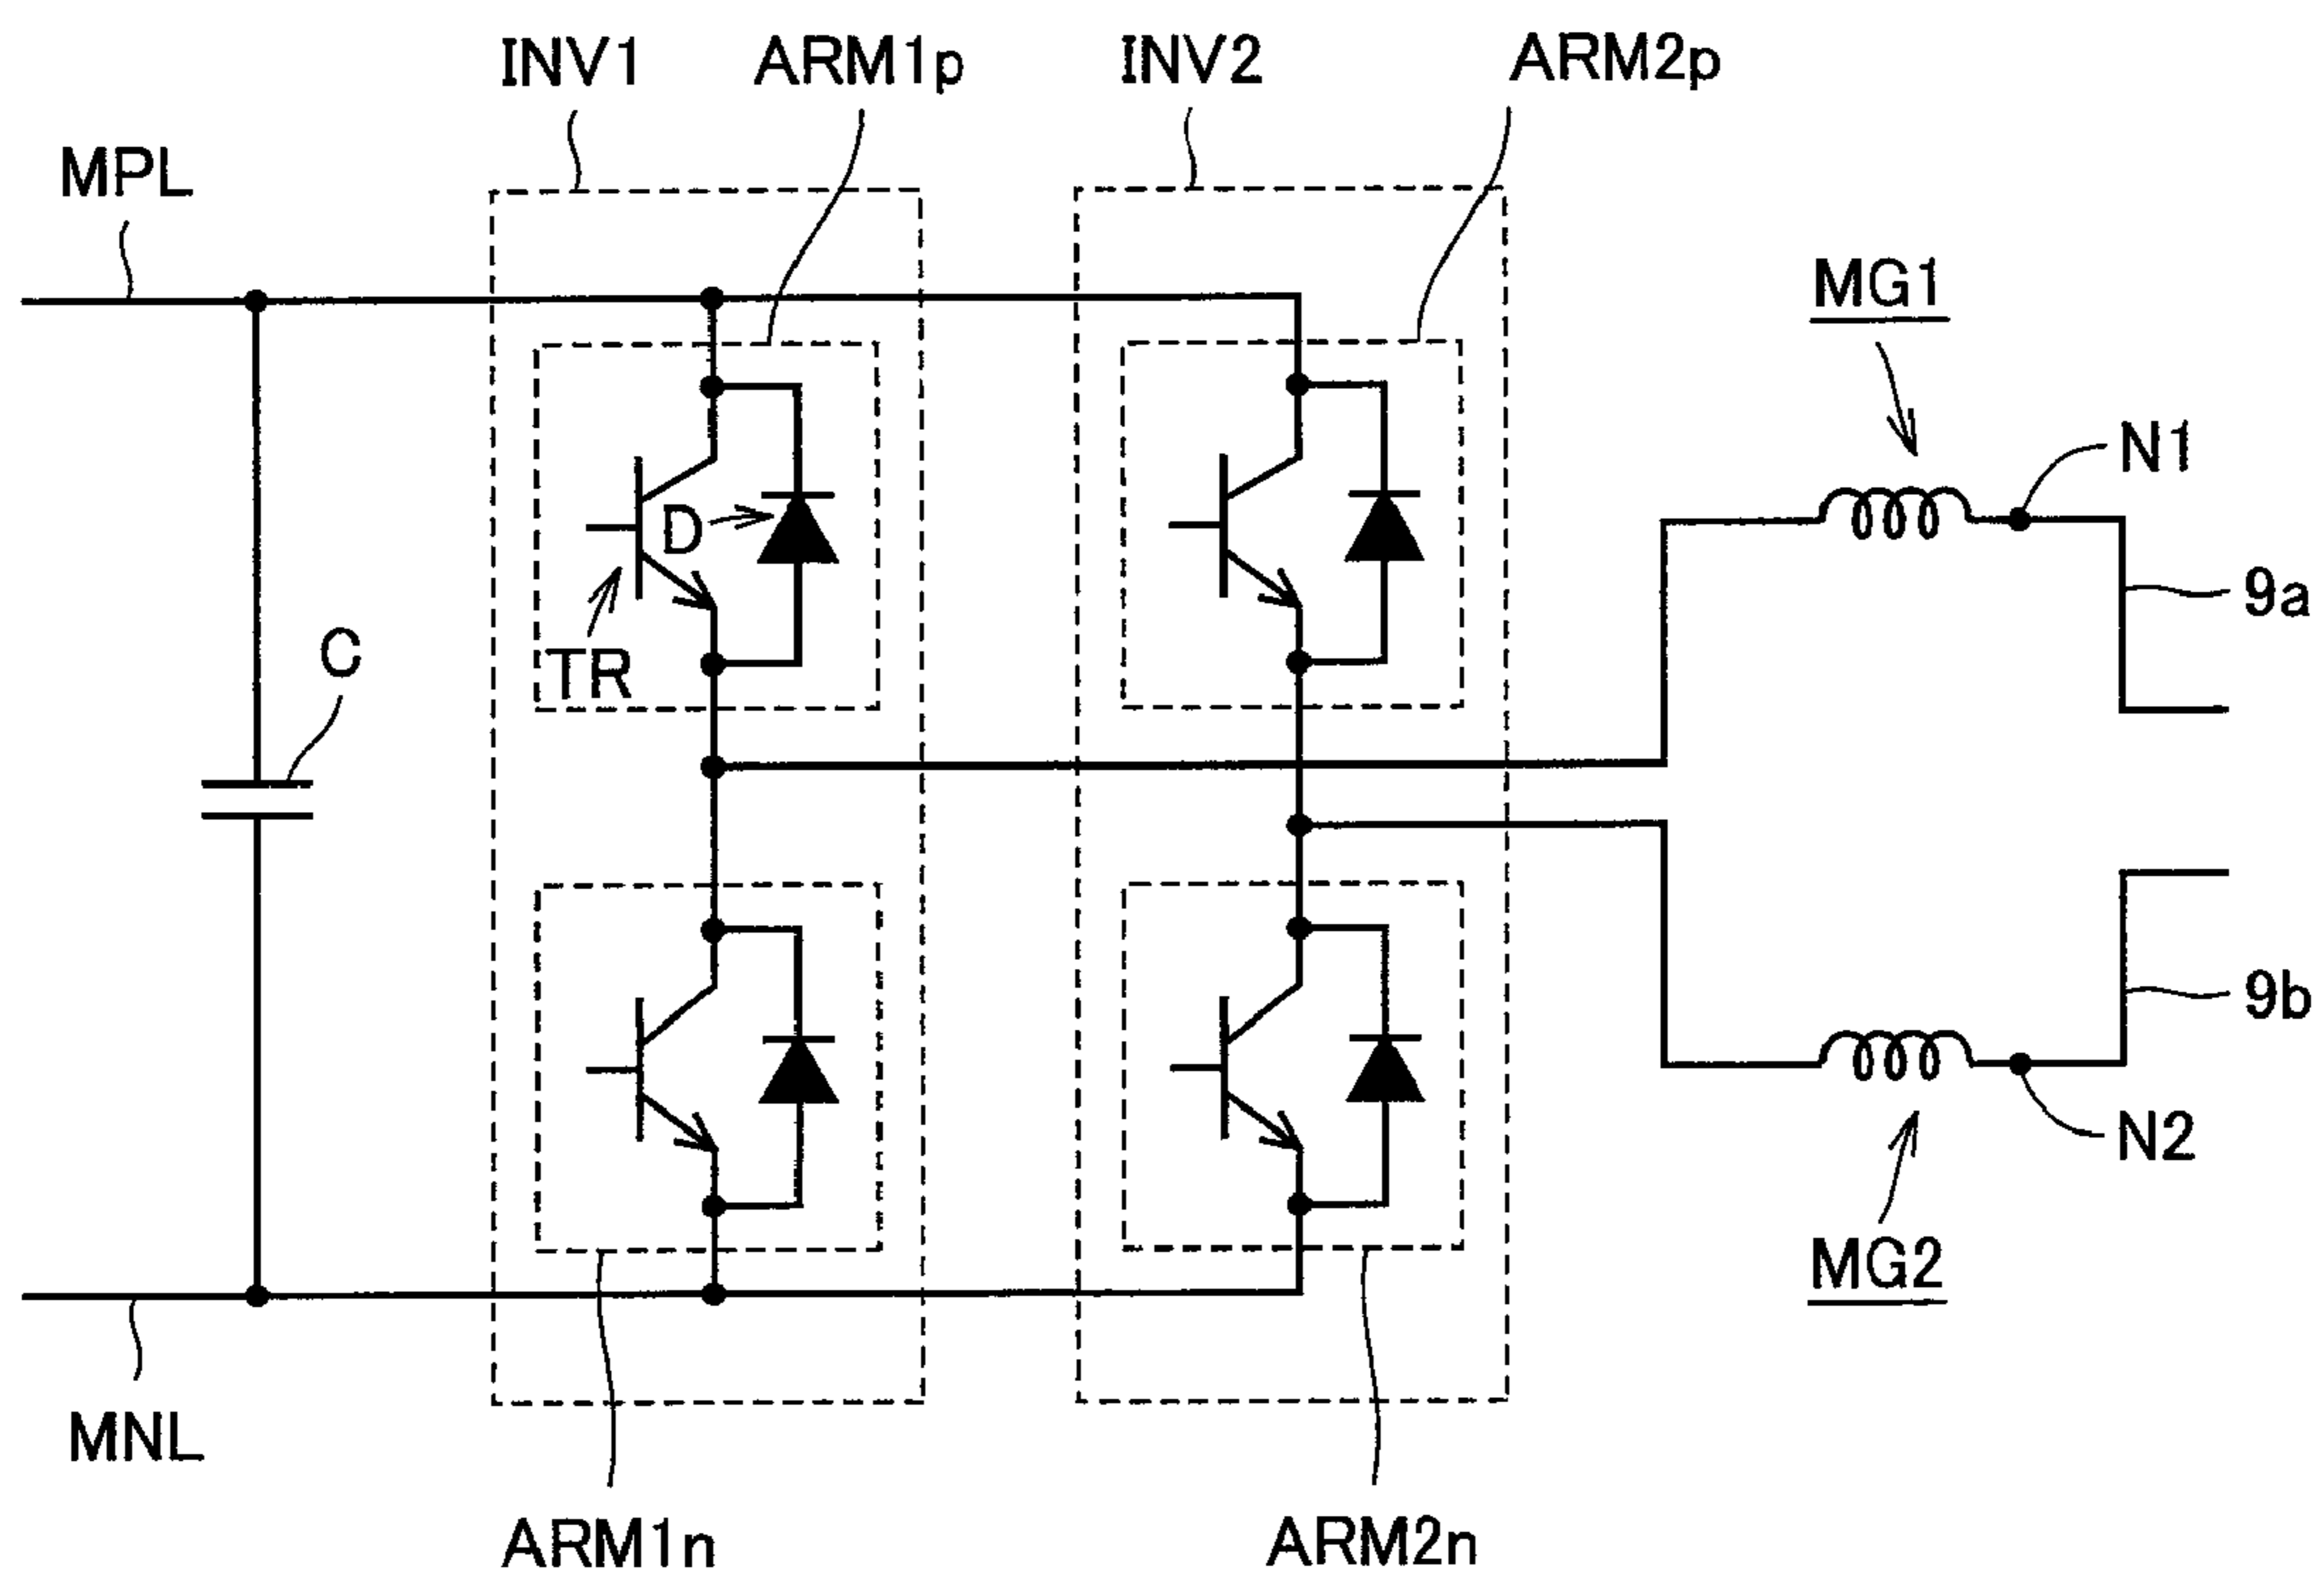 INV1
ARM1p
INV2
ARM2p
MPL
MG1
N1
D
9a
C
TR
9b
N2
MG2
MNL
ARM1n
ARM2n